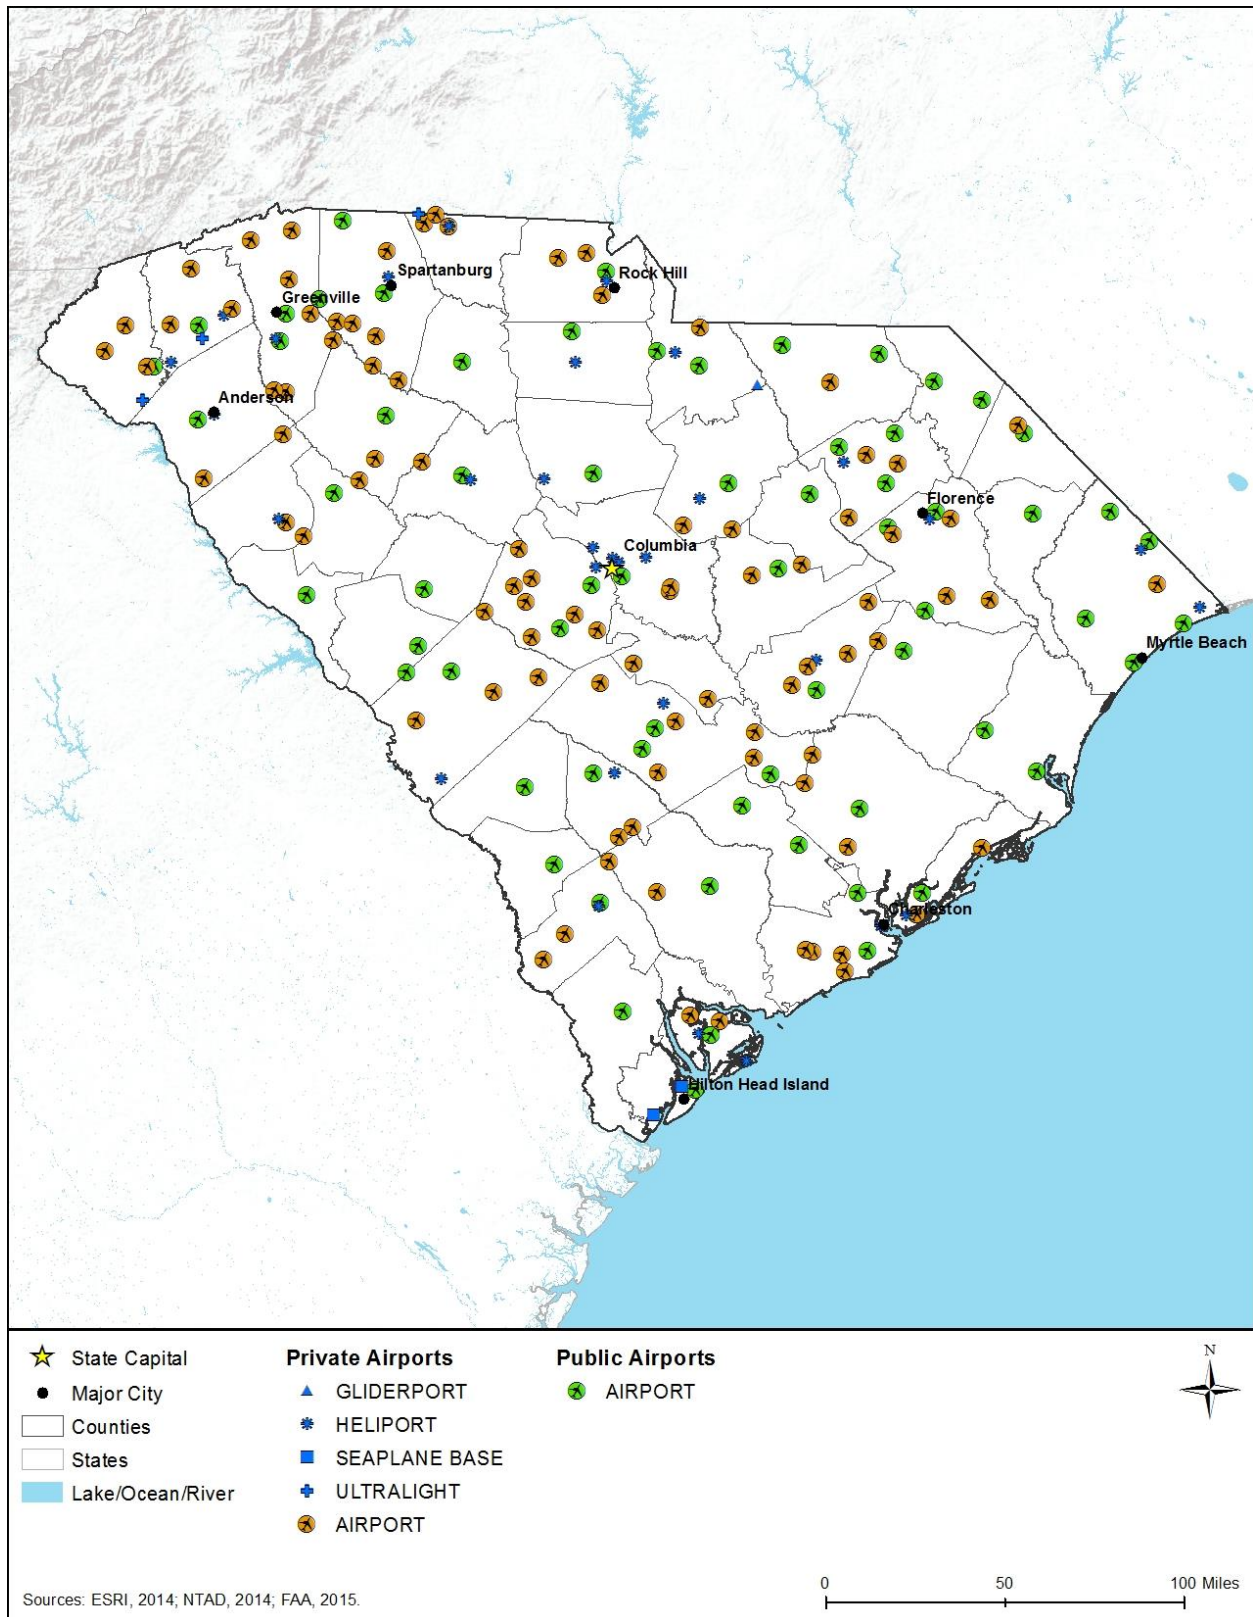 Spartanburg
Rock Hill
Greenville
Anderson
Florence
Columbia
Myrtle Beach
Charleston
Hilton Head Island
State Capital
Major City
Counties
States
Lake/Ocean/River
Private Airports
GLIDERPORT
HELIPORT
SEAPLANE BASE
ULTRALIGHT
AIRPORT
Public Airports
AIRPORT
N
Sources: ESRI, 2014; NTAD, 2014; FAA, 2015.
0 50 100 Miles